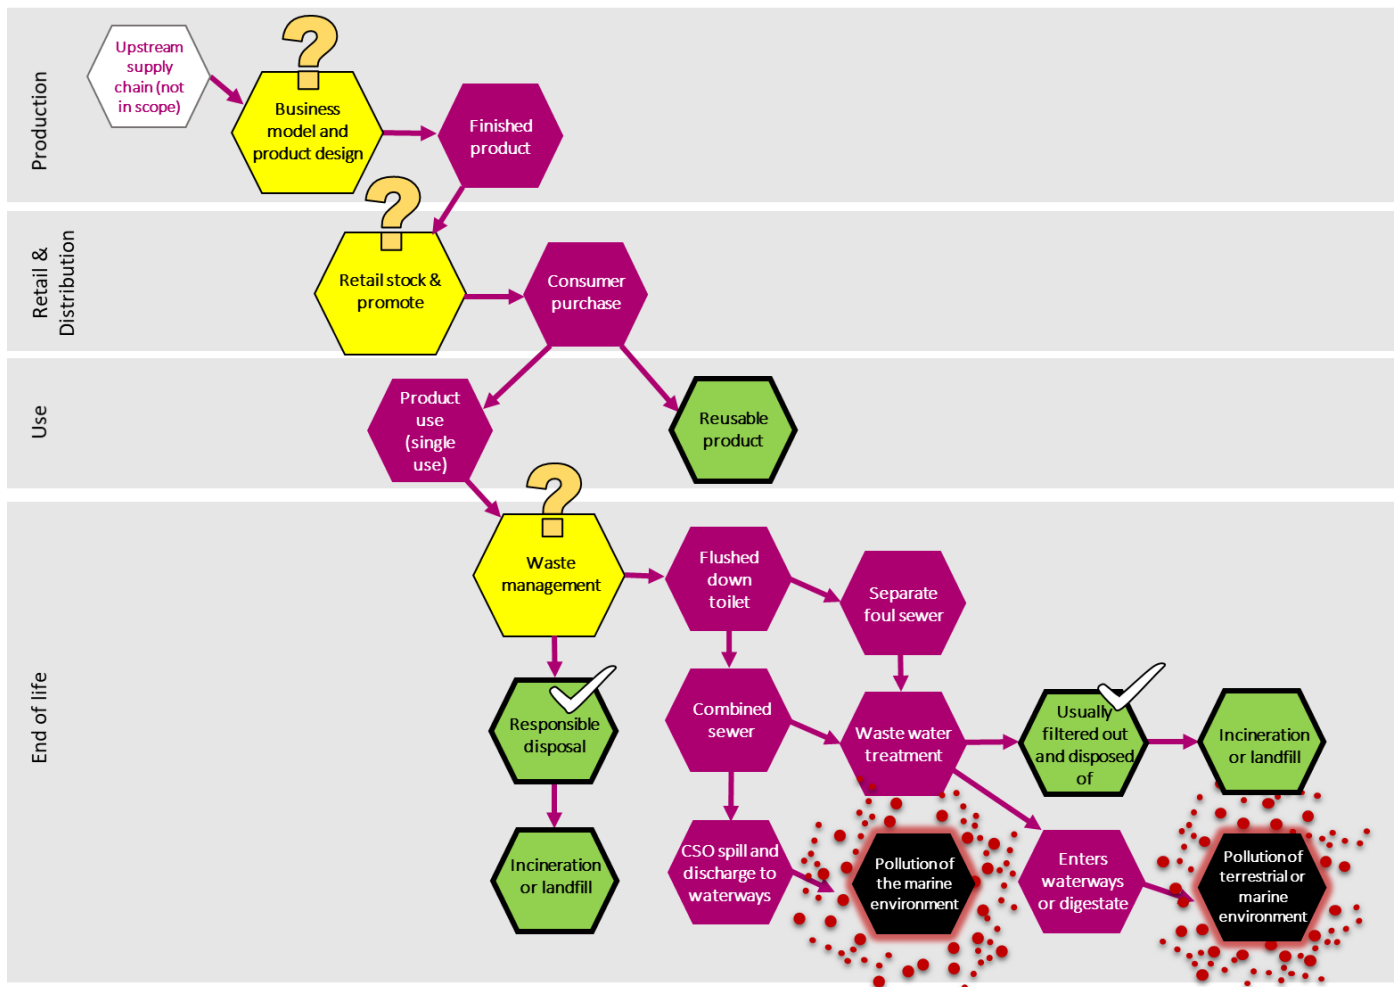 Production
Upstream
supply
chain (not
in scope)
?
Business
model and
product design
Finished
product
Retail &
Distribution
?
Retail stock &
promote
Consumer
purchase
Use
Product
use
(single
use)
Reusable
product
End of life
?
Waste
management
Flushed
down
toilet
Separate
foul sewer
Responsible
disposal
Combined
sewer
Waste water
treatment
Usually
filtered out
and disposed
of
Incineration
or landfill
Incineration
or landfill
CSO spill and
discharge to
waterways
Pollution of
the marine
environment
Enters
waterways
or digestate
Pollution of
terrestrial or
marine
environment